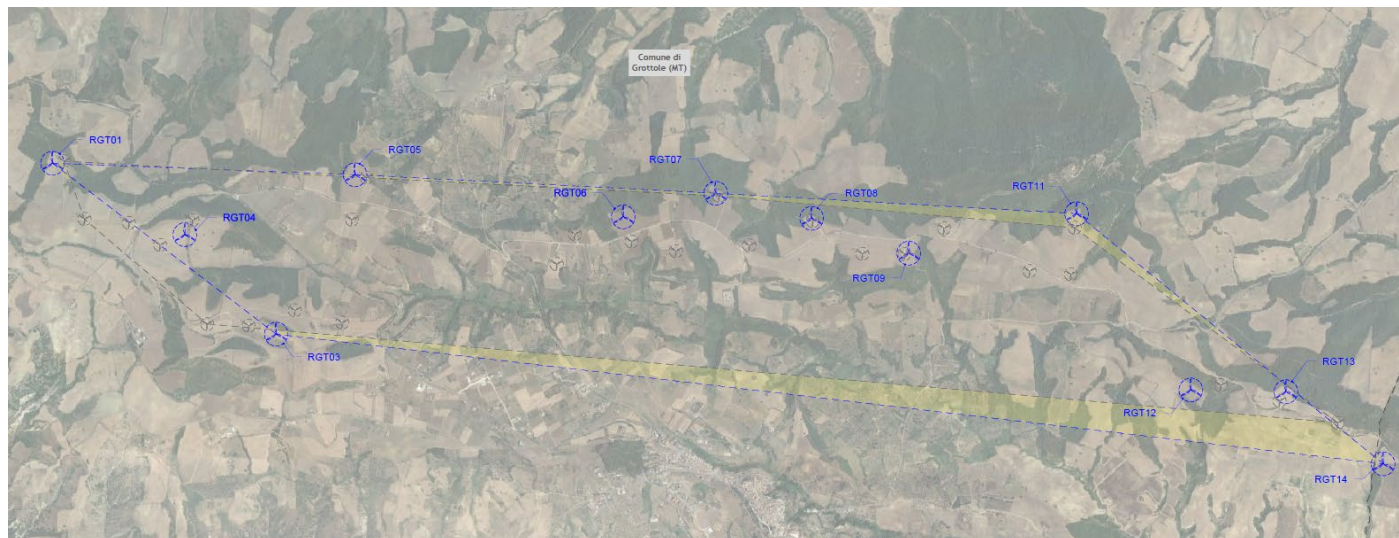 Comune di
Grottole (MT)
RGT01
RGT05
RGT07
RGT06
RGT08
RGT11
RGT04
RGT09
RGT03
RGT13
RGT12
RGT14